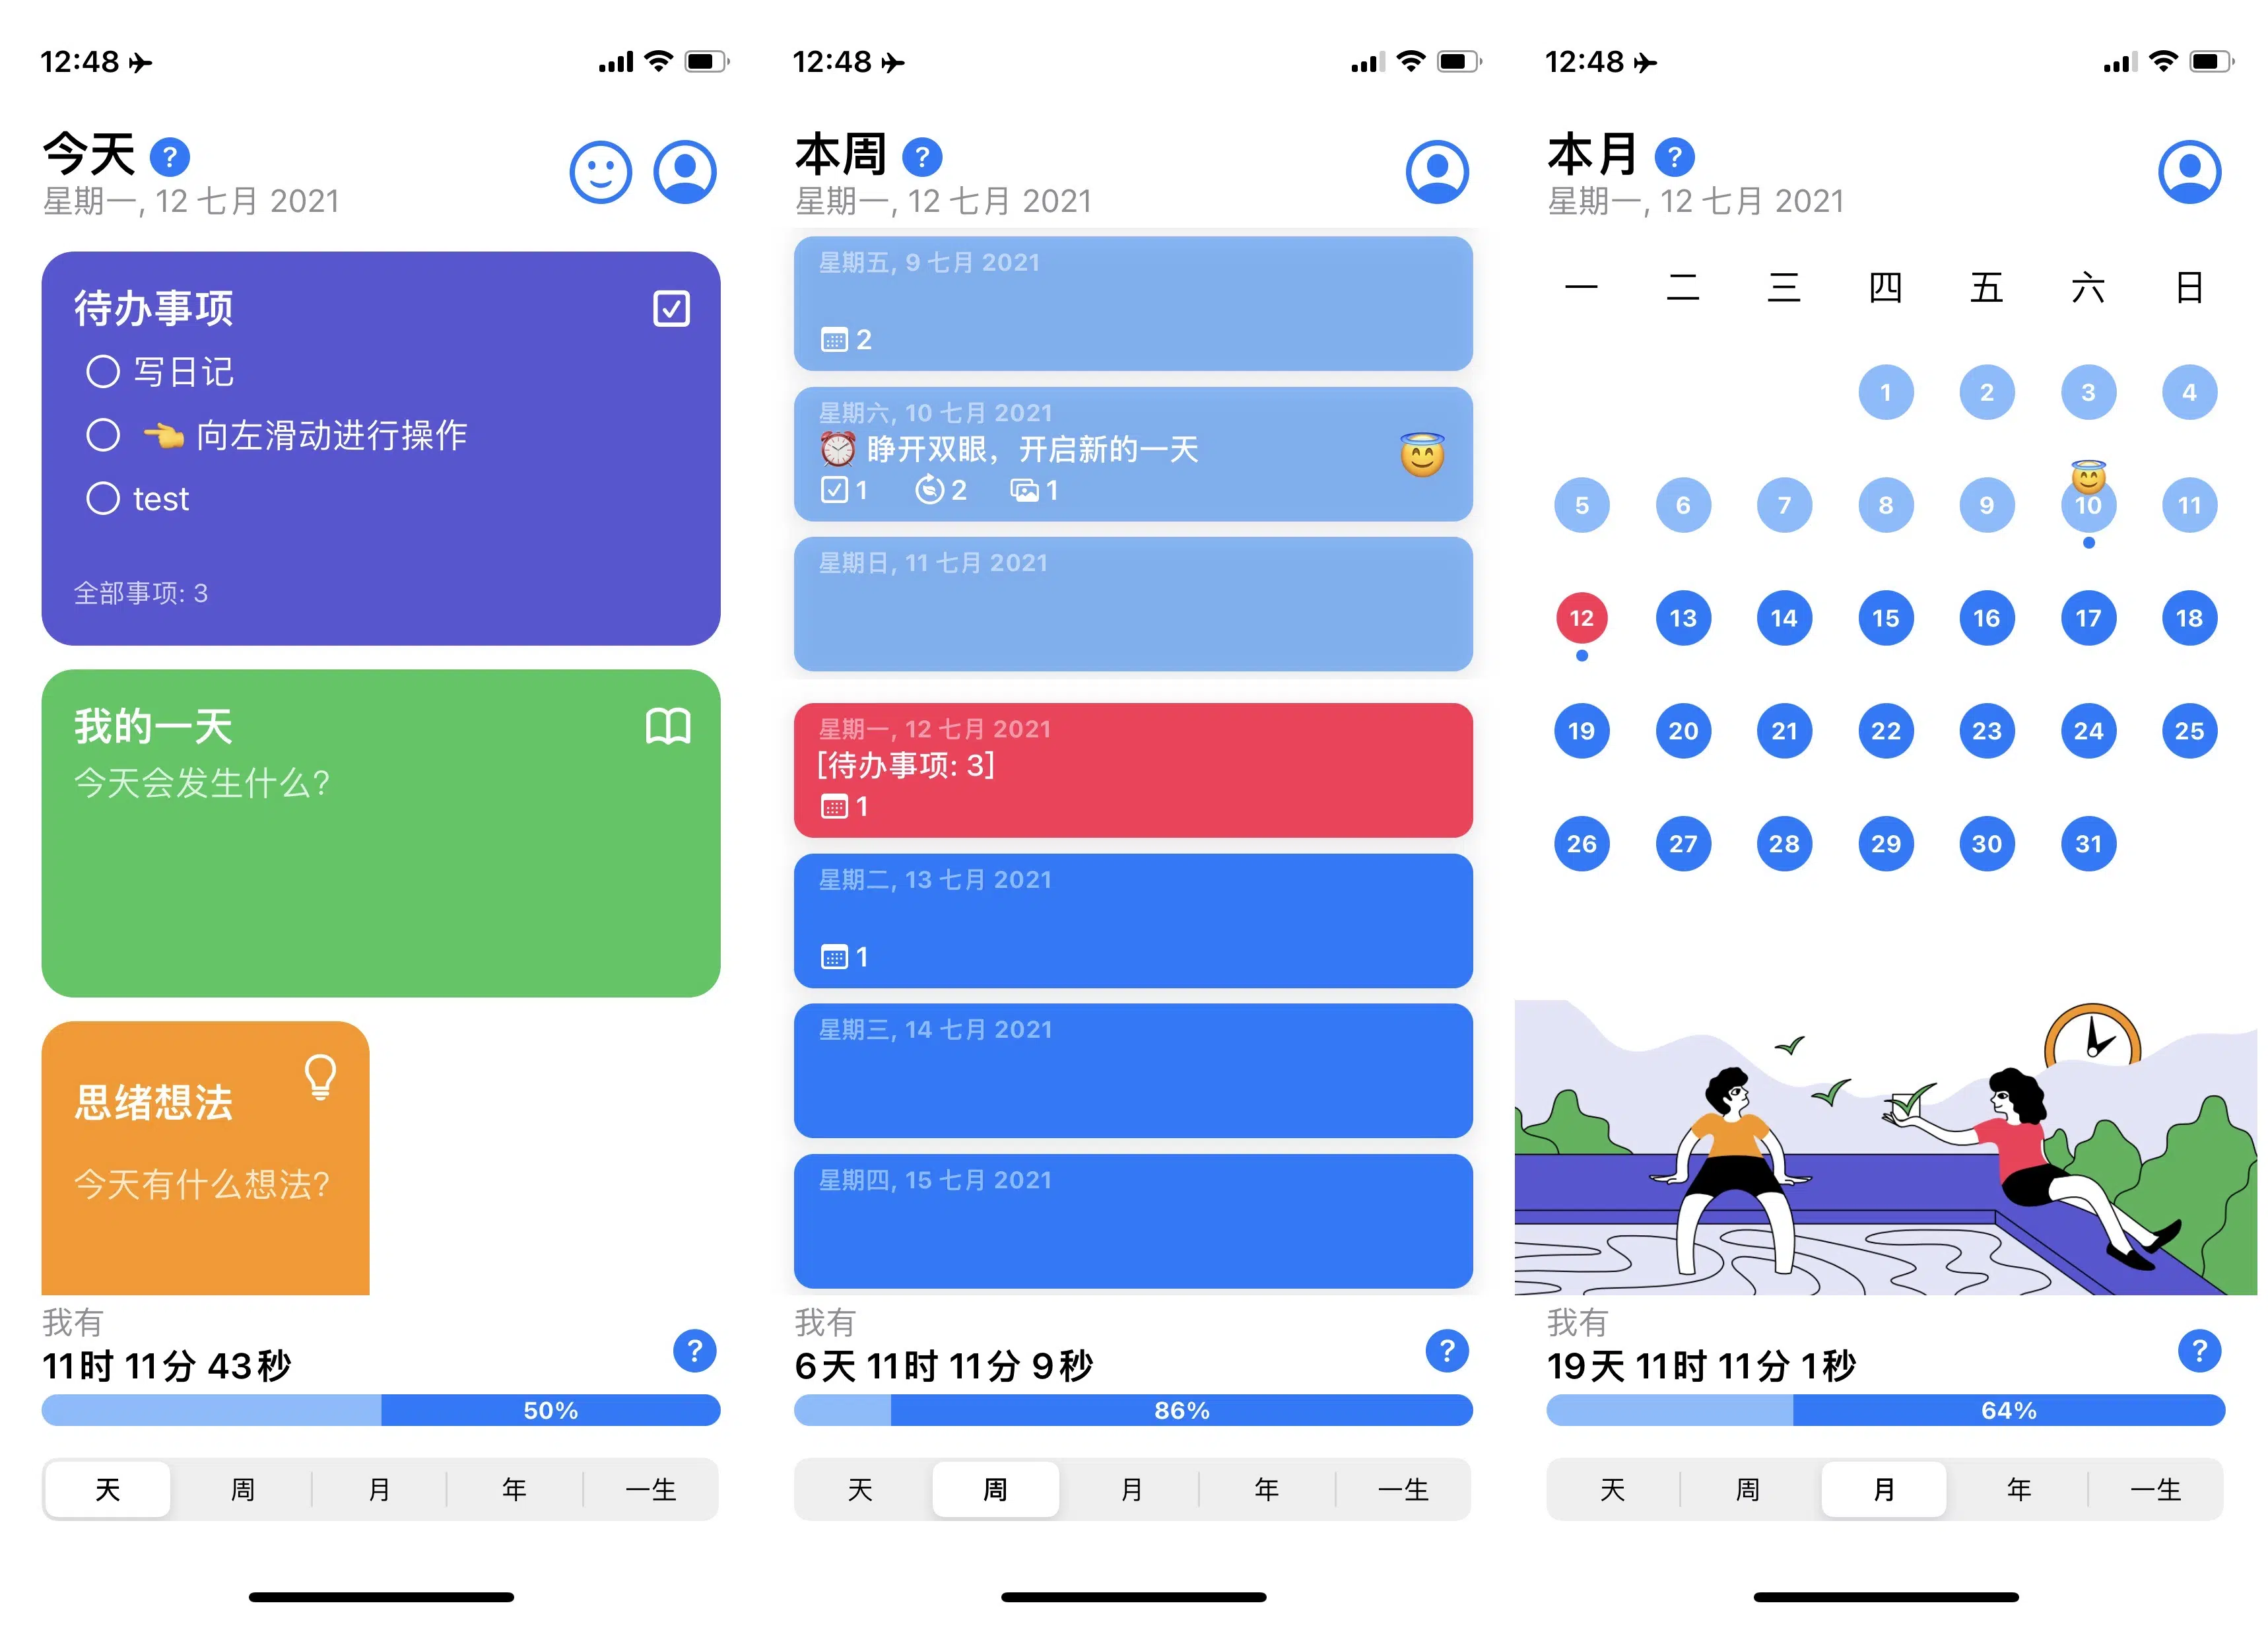 12:48
今天 ?
星期一, 12 七月 2021
待办事项
写日记
👈 向左滑动进行操作
test
全部事项: 3
我的一天
今天会发生什么?
思绪想法
今天有什么想法?
我有
11时 11分 43秒
?
50%
天 周 月 年 一生
12:48
本周 ?
星期一, 12 七月 2021
星期五, 9 七月 2021
2
星期六, 10 七月 2021
⏰ 睁开双眼，开启新的一天 😇
1 2 1
星期日, 11 七月 2021
星期一, 12 七月 2021
[待办事项: 3]
1
星期二, 13 七月 2021
1
星期三, 14 七月 2021
星期四, 15 七月 2021
我有
6天 11时 11分 9秒
?
86%
天 周 月 年 一生
12:48
本月 ?
星期一, 12 七月 2021
一 二 三 四 五 六 日
1 2 3 4
5 6 7 8 9 10 11
12 13 14 15 16 17 18
19 20 21 22 23 24 25
26 27 28 29 30 31
我有
19天 11时 11分 1秒
?
64%
天 周 月 年 一生